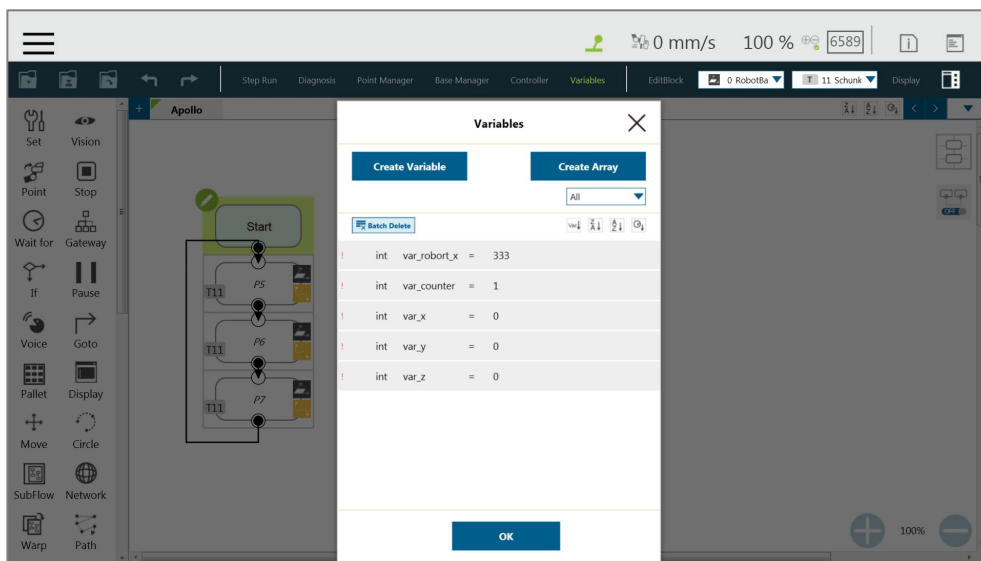 0 mm/s 100 % 6589
Step Run Diagnosis Point Manager Base Manager Controller Variables EditBlock 0 RobotBa T 11 Schunk Display
+ Apollo
Set Vision
Point Stop
Wait for Gateway
If Pause
Voice Goto
Pallet Display
Move Circle
SubFlow Network
Warp Path
Start
P5
T11
P6
T11
P7
T11
Variables
Create Variable Create Array
All
Batch Delete
! int var_robort_x = 333
! int var_counter = 1
! int var_x = 0
! int var_y = 0
! int var_z = 0
OK
OFF
100%